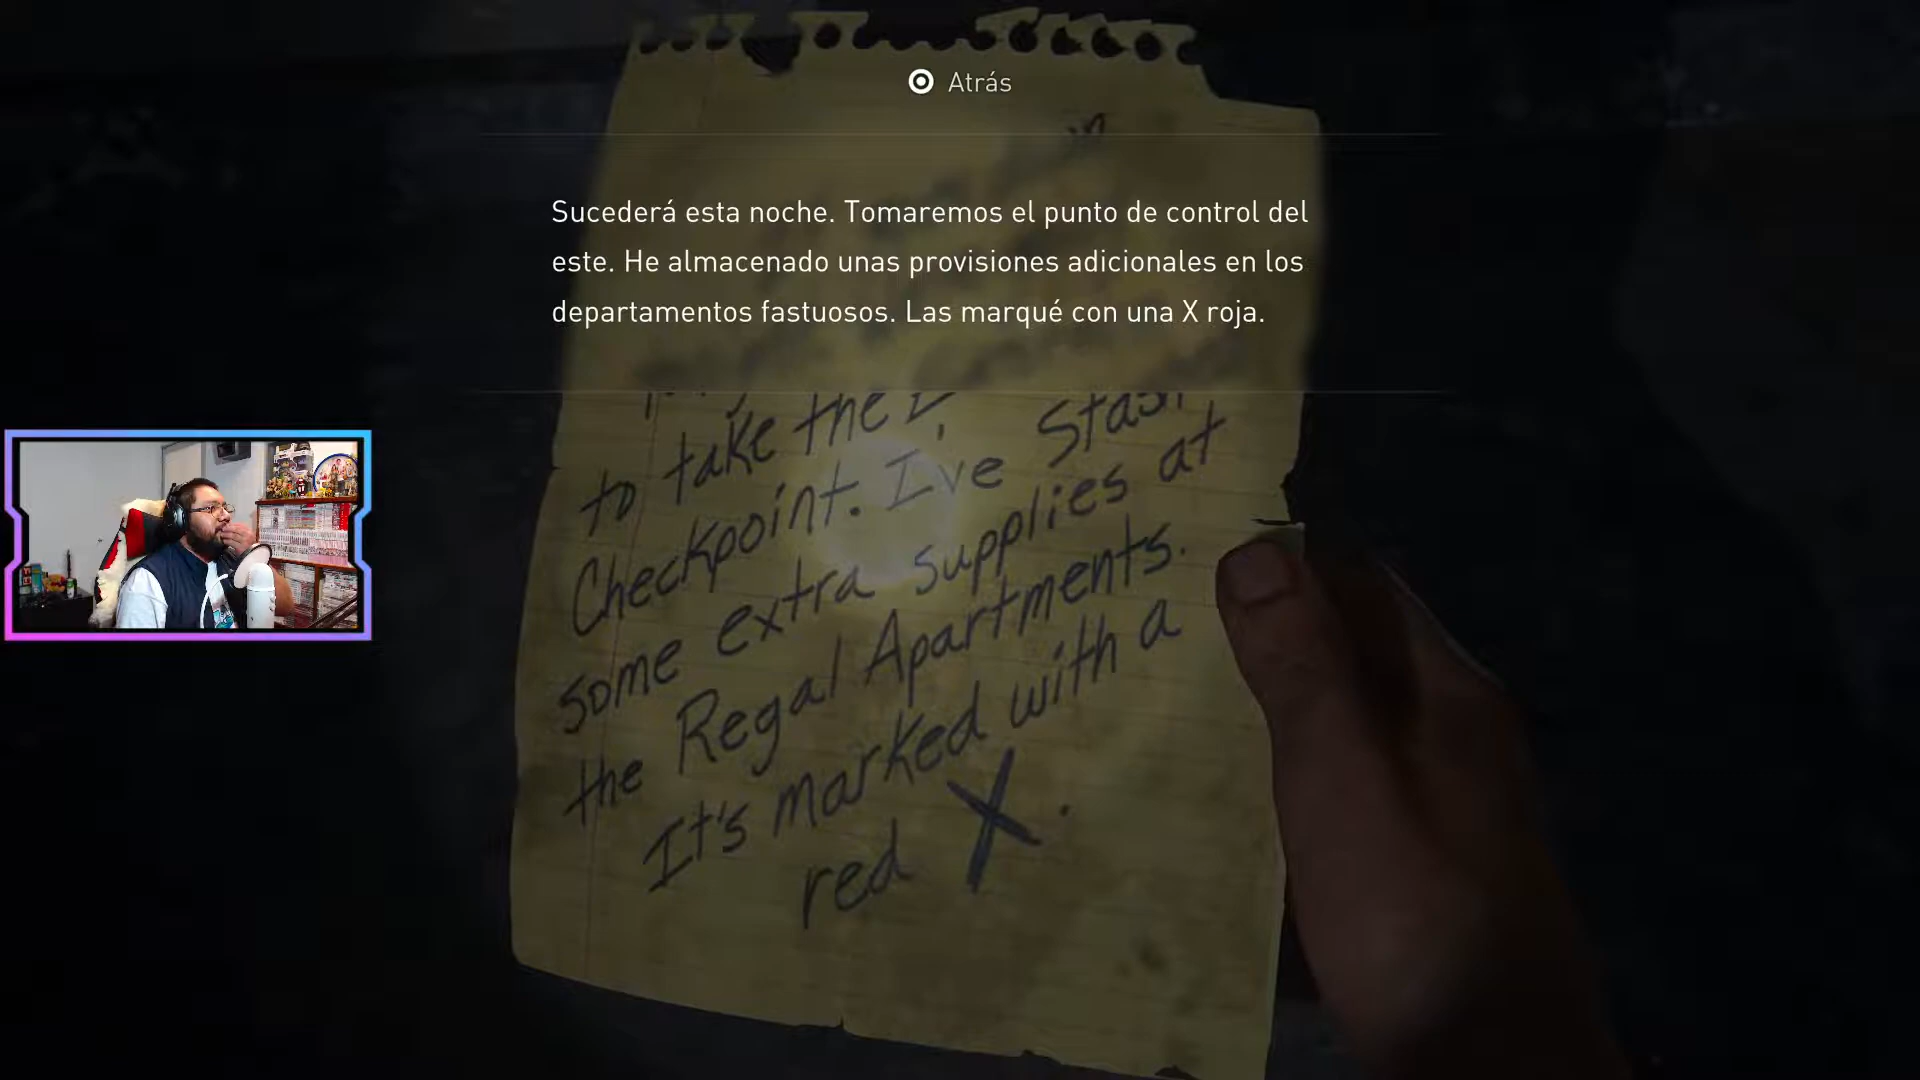 Atrás
Sucederá esta noche. Tomaremos el punto de control del
este. He almacenado unas provisiones adicionales en los
departamentos fastuosos. Las marqué con una X roja.
to take the
Checkpoint. I've
some extra supplies at
the Regal Apartments.
It's marked with a
red X.